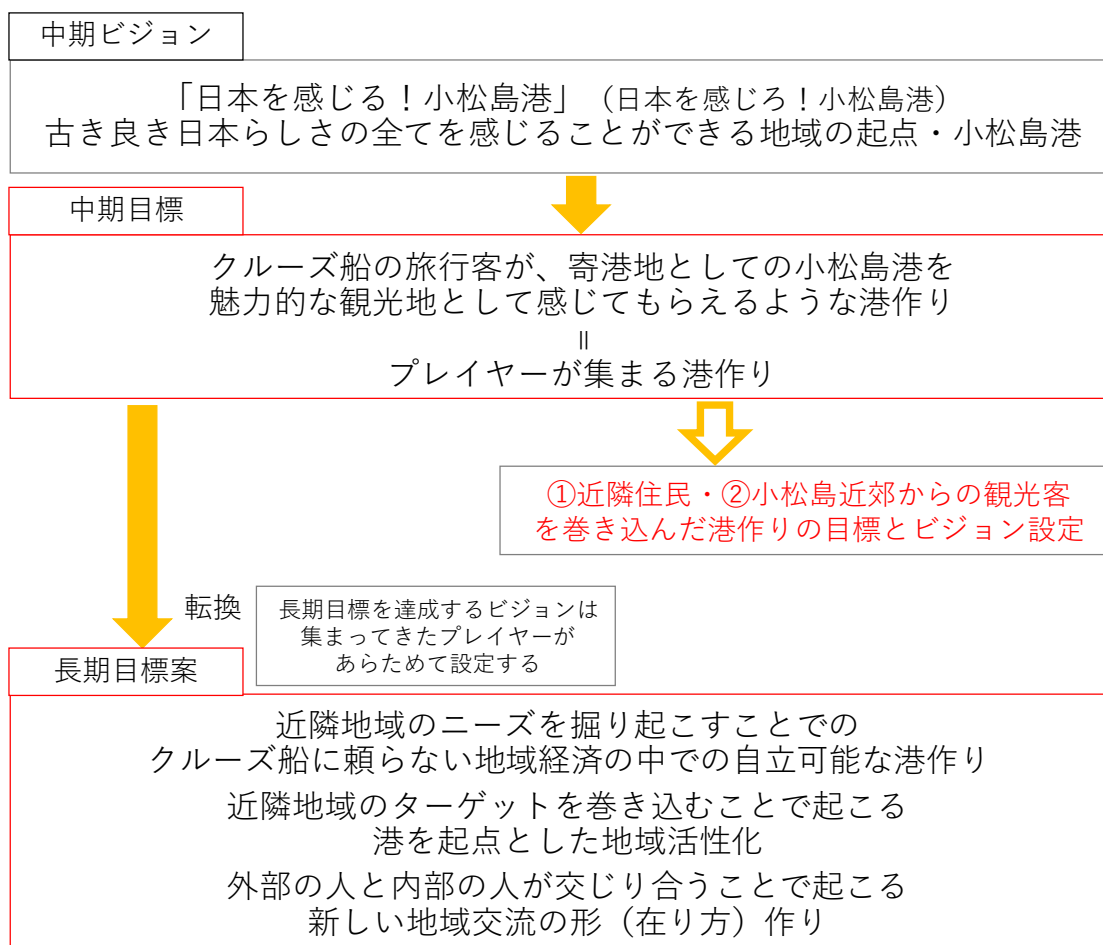 中期ビジョン
「日本を感じる！小松島港」（日本を感じろ！小松島港）
古き良き日本らしさの全てを感じることができる地域の起点・小松島港
中期目標
クルーズ船の旅行客が、寄港地としての小松島港を
魅力的な観光地として感じてもらえるような港作り
＝
プレイヤーが集まる港作り
①近隣住民・②小松島近郊からの観光客
を巻き込んだ港作りの目標とビジョン設定
転換
長期目標を達成するビジョンは
集まってきたプレイヤーが
あらためて設定する
長期目標案
近隣地域のニーズを掘り起こすことでの
クルーズ船に頼らない地域経済の中での自立可能な港作り
近隣地域のターゲットを巻き込むことで起こる
港を起点とした地域活性化
外部の人と内部の人が交じり合うことで起こる
新しい地域交流の形（在り方）作り